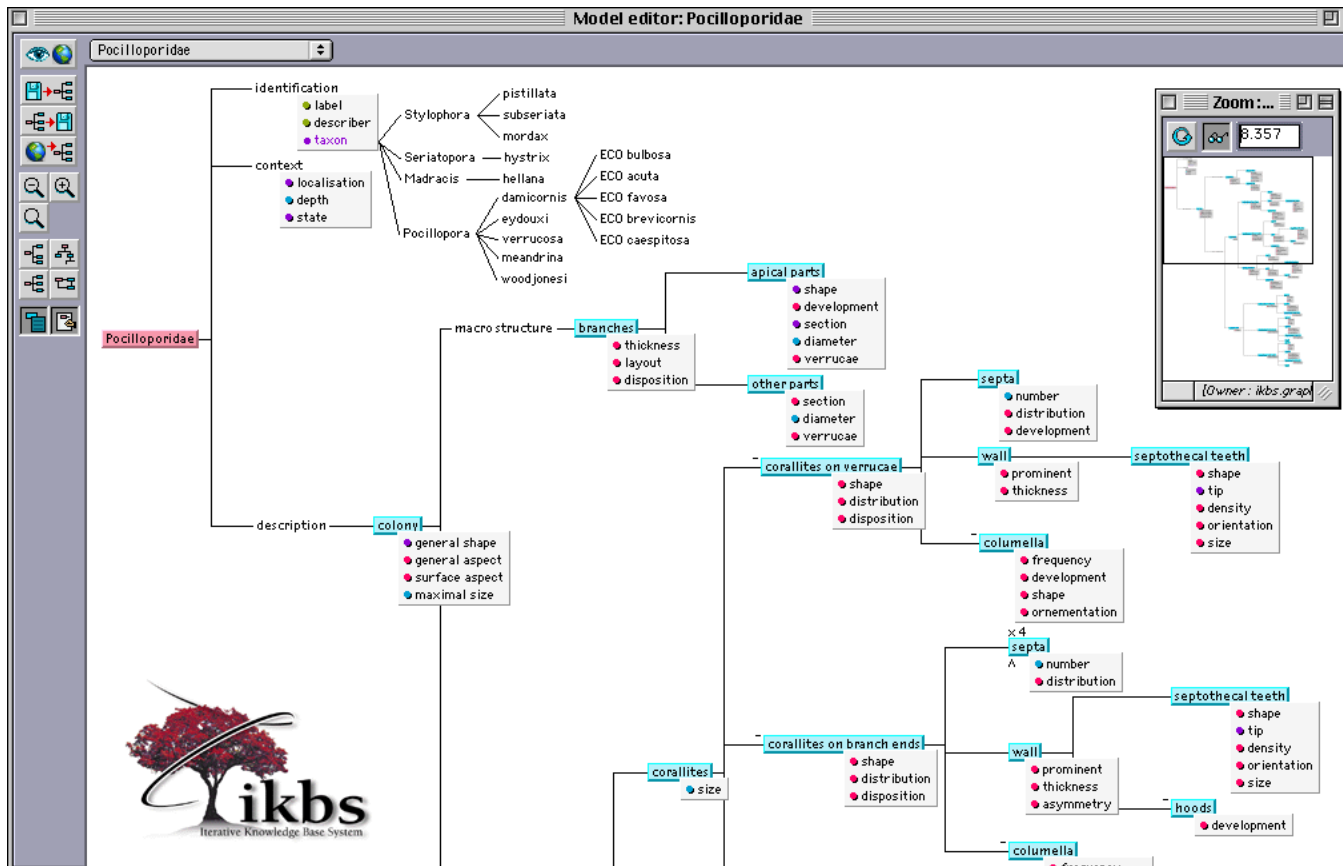 Model editor: Pocilloporidae
Pocilloporidae
identification
label
describer
taxon
Stylophora
pistillata
subseriata
mordax
Seriatopora
hystrix
Madracis
hellana
Pocillopora
damicornis
eydouxi
verrucosa
meandrina
woodjonesi
ECO bulbosa
ECO acuta
ECO favosa
ECO brevicornis
ECO caespitosa
context
localisation
depth
state
Pocilloporidae
macro structure
branches
thickness
layout
disposition
apical parts
shape
development
section
diameter
verrucae
other parts
section
diameter
verrucae
description
colony
general shape
general aspect
surface aspect
maximal size
corallites on verrucae
shape
distribution
disposition
septa
number
distribution
development
wall
prominent
thickness
septothecal teeth
shape
tip
density
orientation
size
columella
frequency
development
shape
ornementation
x 4
septa
number
distribution
corallites
size
corallites on branch ends
shape
distribution
disposition
wall
prominent
thickness
asymmetry
septothecal teeth
shape
tip
density
orientation
size
hoods
development
columella
frequency
Zoom:...
8.357
[Owner : ikbs.grap
ikbs
Iterative Knowledge Base System